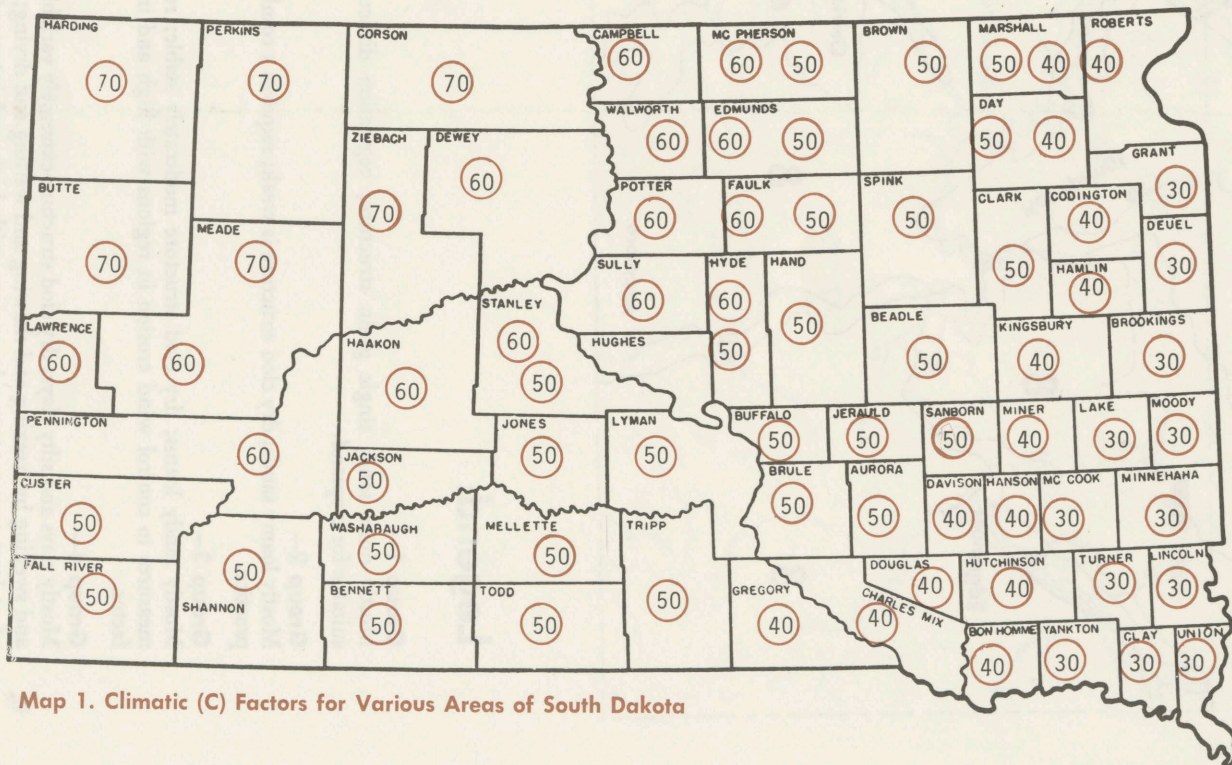 HARDING
70
PERKINS
70
CORSON
70
CAMPBELL
60
MC PHERSON
60 50
BROWN
50
MARSHALL
50 40
ROBERTS
40
ZIEBACH
70
DEWEY
60
WALWORTH
60
EDMUNDS
60 50
DAY
50 40
GRANT
30
BUTTE
70
MEADE
70
60
POTTER
60
FAULK
60 50
SPINK
50
CLARK
50
CODINGTON
40
DEUEL
30
HAMLIN
40
LAWRENCE
60
HAAKON
60
STANLEY
60
50
SULLY
60
HYDE
60
50
HAND
50
HUGHES
BEADLE
50
KINGSBURY
40
BROOKINGS
30
PENNINGTON
60
JACKSON
50
JONES
50
LYMAN
50
BUFFALO
50
JERAULD
50
SANBORN
50
MINER
40
LAKE
30
MOODY
30
CUSTER
50
WASHABAUGH
50
MELLETTE
50
TRIPP
50
BRULE
50
AURORA
50
DAVISON
40
HANSON
40
MC COOK
30
MINNEHAHA
30
FALL RIVER
50
SHANNON
50
BENNETT
50
TODD
50
GREGORY
40
CHARLES MIX
40
DOUGLAS
40
HUTCHINSON
40
TURNER
30
LINCOLN
30
BON HOMME
40
YANKTON
30
CLAY
30
UNION
30
Map 1. Climatic (C) Factors for Various Areas of South Dakota